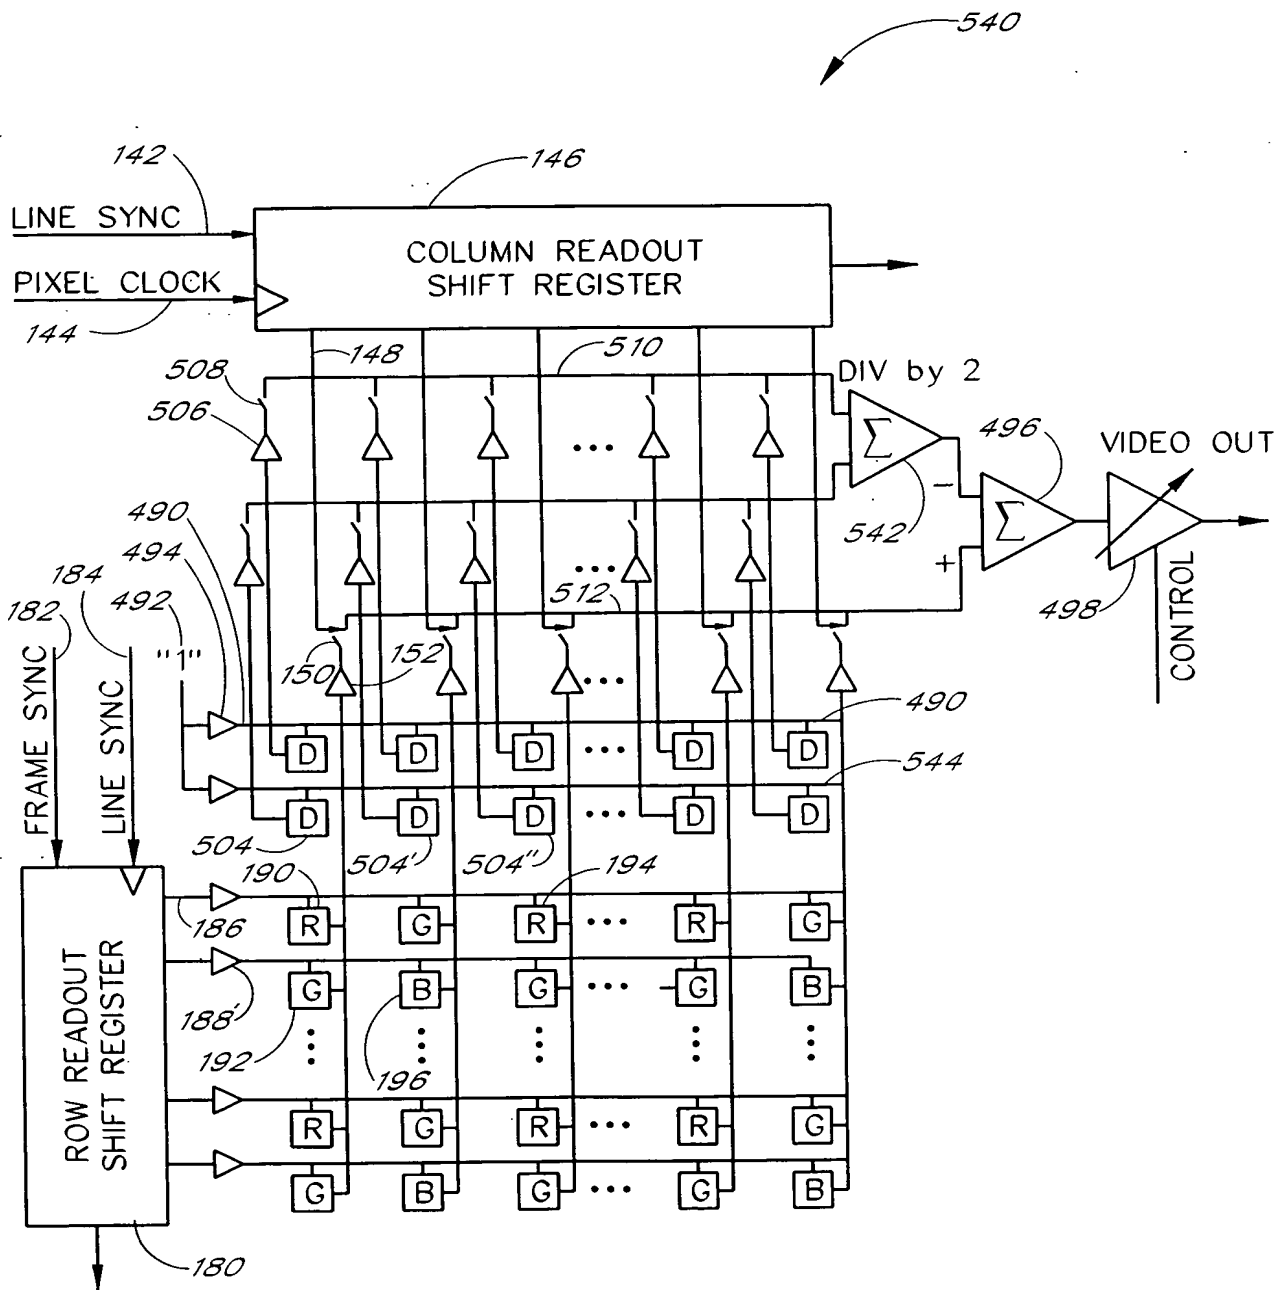 540
142
146
LINE SYNC
COLUMN READOUT
SHIFT REGISTER
PIXEL CLOCK
144
148
510
508
DIV by 2
506
Σ
496
VIDEO OUT
...
−
542
Σ
490
494
184
...
+
498
182
492
512
"1"
150
152
CONTROL
FRAME SYNC
LINE SYNC
...
490
D D D ... D D
544
D D D ... D D
504
504'
504"
190
194
186
R G R ... R G
188'
G B G ... G B
192
196
R G R ... R G
G B G ... G B
ROW READOUT
SHIFT REGISTER
180